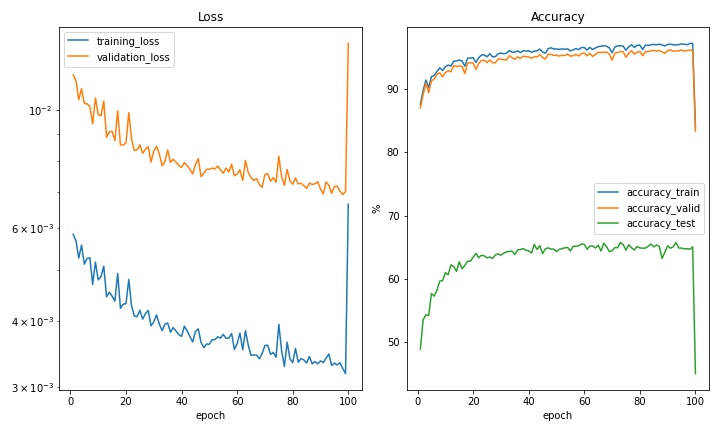 Loss
training_loss
validation_loss
10⁻²
6 × 10⁻³
4 × 10⁻³
3 × 10⁻³
0
20
40
60
80
100
epoch
Accuracy
%
90
80
70
60
50
accuracy_train
accuracy_valid
accuracy_test
0
20
40
60
80
100
epoch